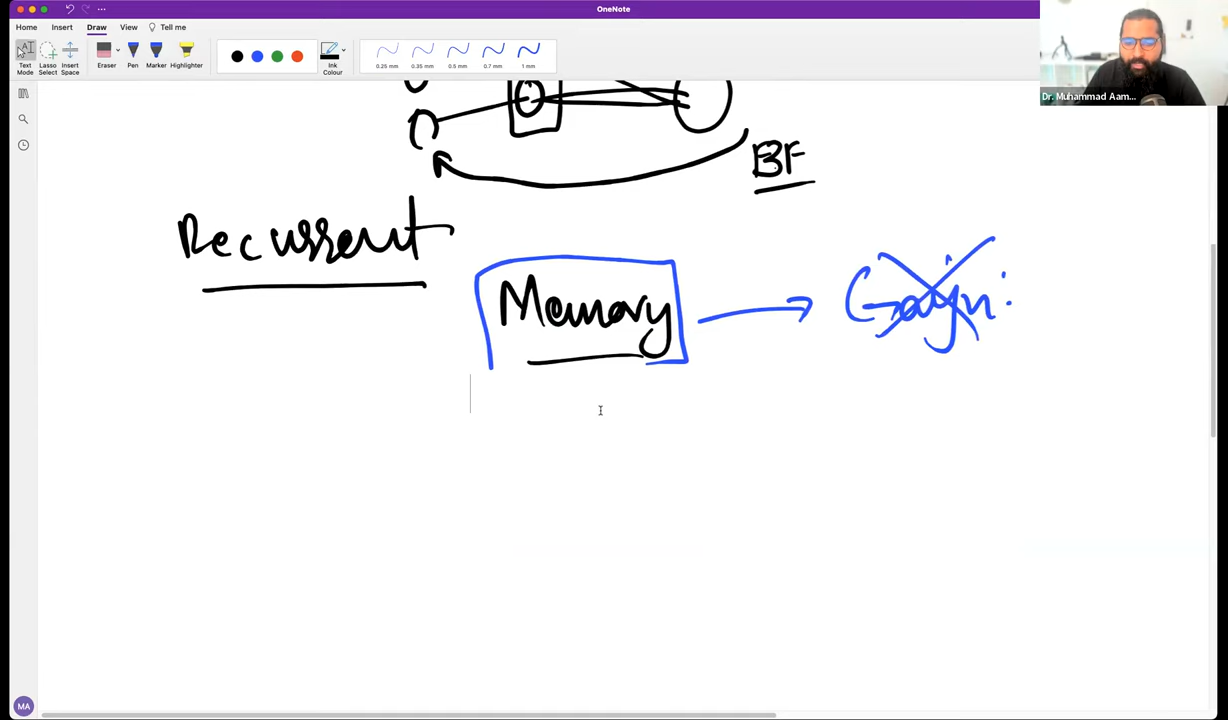 OneNote
Home Insert Draw View Tell me
Text Mode
Lasso Select
Insert Space
Eraser
Pen
Marker
Highlighter
Ink Colour
0.25 mm 0.35 mm 0.5 mm 0.7 mm 1 mm
Dr. Muhammad Aam...
BF
Recurrent
Memory
MA